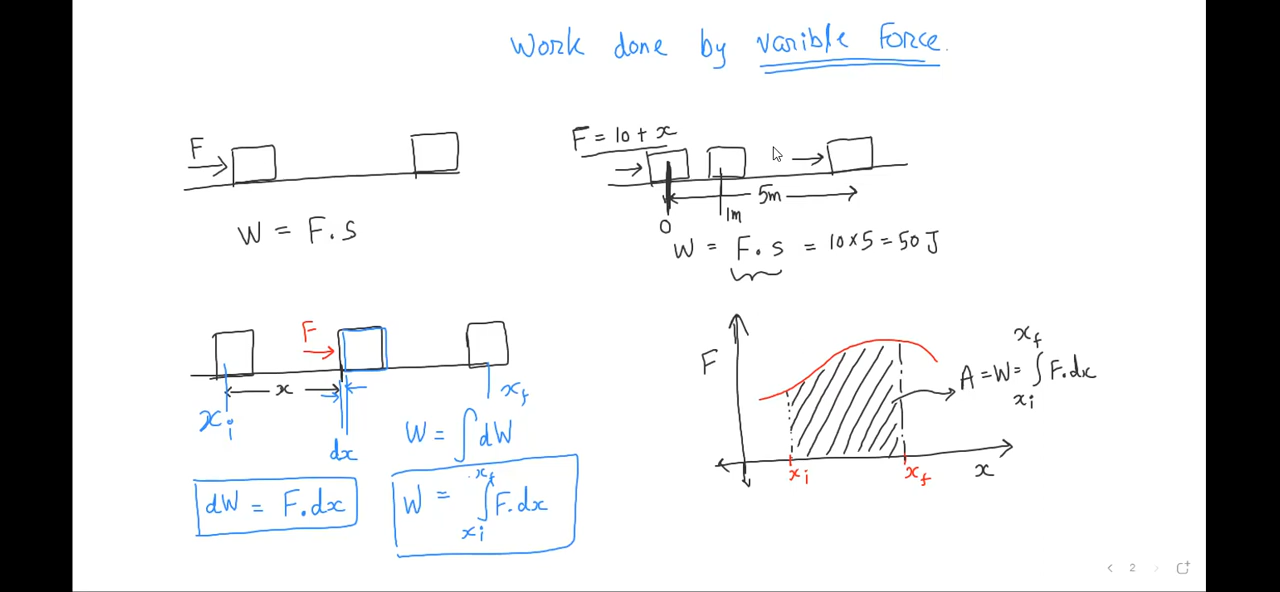 Work done by varible Force.
F
W = F.s
F = 10 + x
5m
0
1m
W = F.s = 10×5 = 50 J
F
x
xi
dx
xf
W = ∫dW
dW = F.dx
W = ∫ xi xf F.dx
F
A = W = ∫ xi xf F.dx
xi
xf
x
2